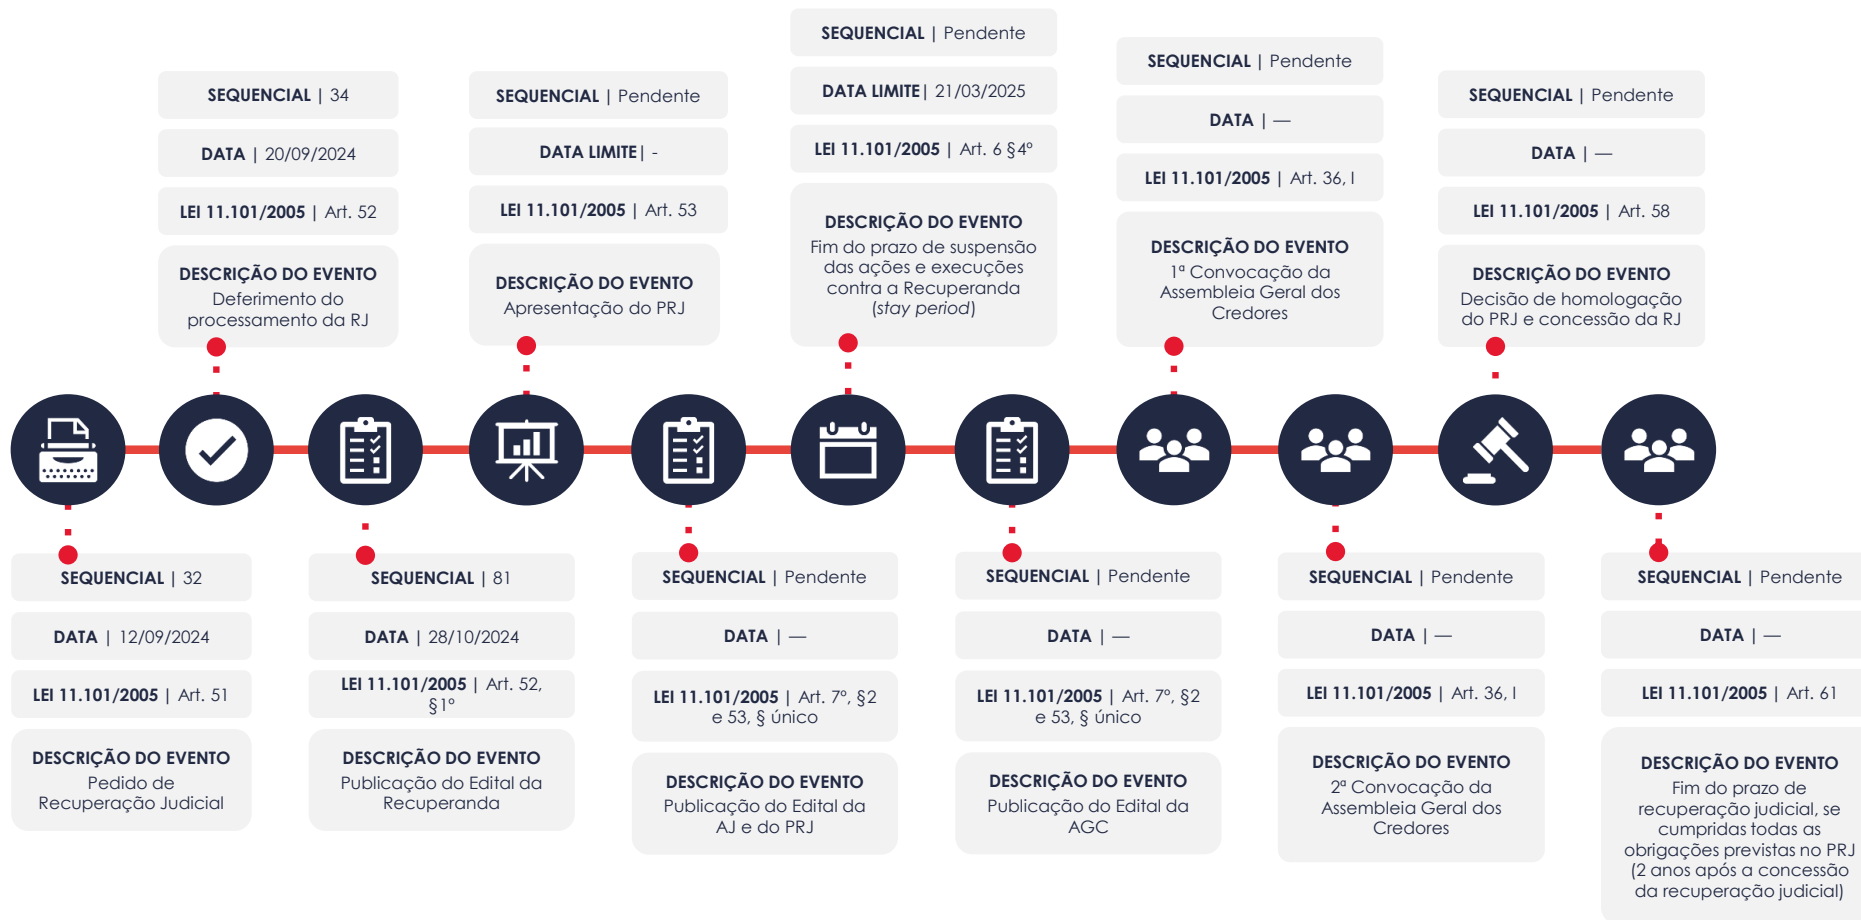 SEQUENCIAL | 34
DATA | 20/09/2024
LEI 11.101/2005 | Art. 52
DESCRIÇÃO DO EVENTO
Deferimento do
processamento da RJ
SEQUENCIAL | Pendente
DATA LIMITE| -
LEI 11.101/2005 | Art. 53
DESCRIÇÃO DO EVENTO
Apresentação do PRJ
SEQUENCIAL | Pendente
DATA LIMITE| 21/03/2025
LEI 11.101/2005 | Art. 6 §4º
DESCRIÇÃO DO EVENTO
Fim do prazo de suspensão
das ações e execuções
contra a Recuperanda
(stay period)
SEQUENCIAL | Pendente
DATA | —
LEI 11.101/2005 | Art. 36, I
DESCRIÇÃO DO EVENTO
1ª Convocação da
Assembleia Geral dos
Credores
SEQUENCIAL | Pendente
DATA | —
LEI 11.101/2005 | Art. 58
DESCRIÇÃO DO EVENTO
Decisão de homologação
do PRJ e concessão da RJ
SEQUENCIAL | 32
DATA | 12/09/2024
LEI 11.101/2005 | Art. 51
DESCRIÇÃO DO EVENTO
Pedido de
Recuperação Judicial
SEQUENCIAL | 81
DATA | 28/10/2024
LEI 11.101/2005 | Art. 52,
§1º
DESCRIÇÃO DO EVENTO
Publicação do Edital da
Recuperanda
SEQUENCIAL | Pendente
DATA | —
LEI 11.101/2005 | Art. 7º, §2
e 53, § único
DESCRIÇÃO DO EVENTO
Publicação do Edital da
AJ e do PRJ
SEQUENCIAL | Pendente
DATA | —
LEI 11.101/2005 | Art. 7º, §2
e 53, § único
DESCRIÇÃO DO EVENTO
Publicação do Edital da
AGC
SEQUENCIAL | Pendente
DATA | —
LEI 11.101/2005 | Art. 36, I
DESCRIÇÃO DO EVENTO
2ª Convocação da
Assembleia Geral dos
Credores
SEQUENCIAL | Pendente
DATA | —
LEI 11.101/2005 | Art. 61
DESCRIÇÃO DO EVENTO
Fim do prazo de
recuperação judicial, se
cumpridas todas as
obrigações previstas no PRJ
(2 anos após a concessão
da recuperação judicial)